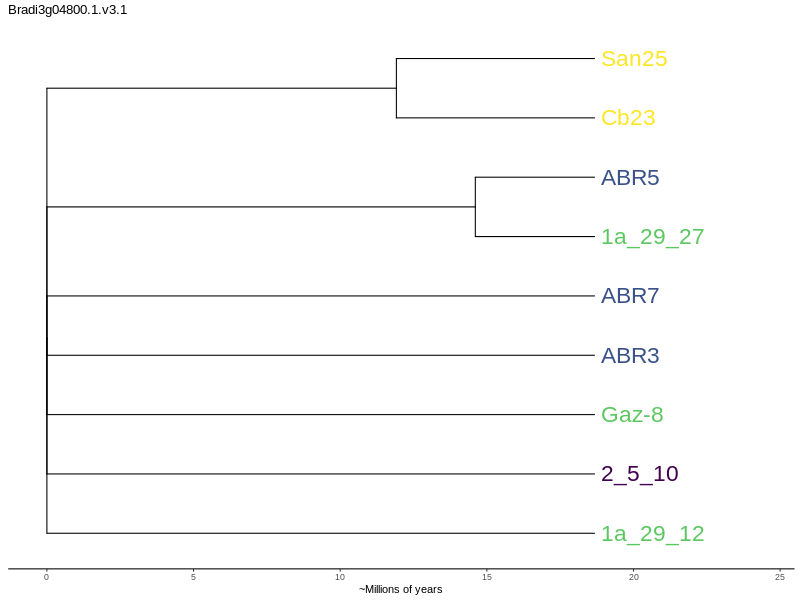 Bradi3g04800.1.v3.1
San25
Cb23
ABR5
1a_29_27
ABR7
ABR3
Gaz-8
2_5_10
1a_29_12
0 5 10 15 20 25
~Millions of years